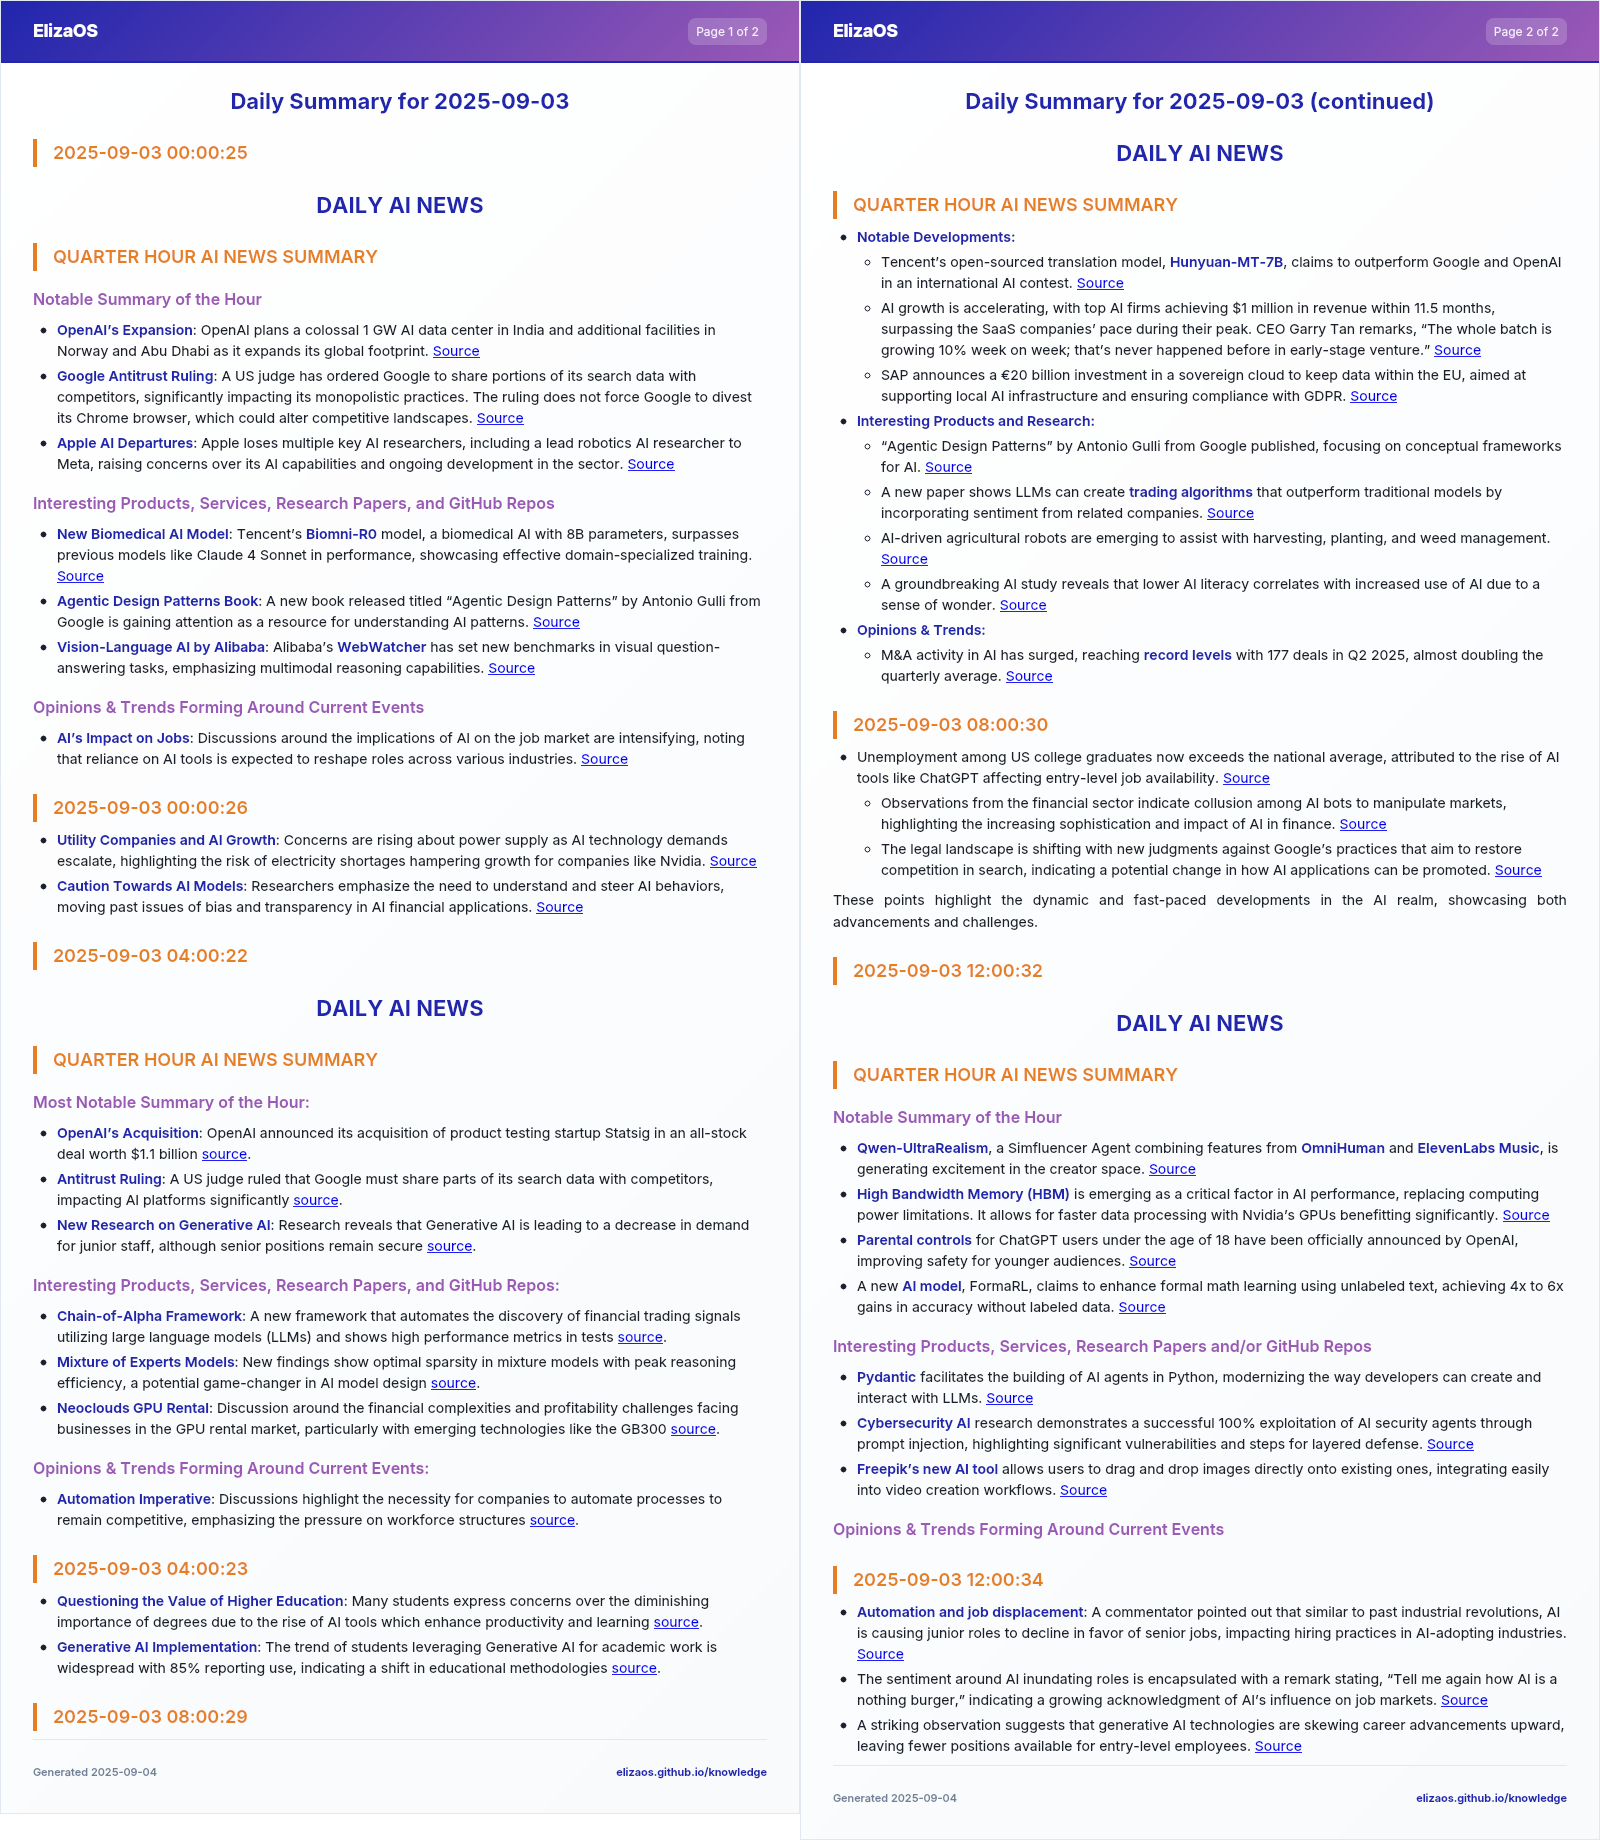 ElizaOS
Page 1 of 2
Daily Summary for 2025-09-03
2025-09-03 00:00:25
DAILY AI NEWS
QUARTER HOUR AI NEWS SUMMARY
Notable Summary of the Hour
• OpenAI's Expansion: OpenAI plans a colossal 1 GW AI data center in India and additional facilities in
Norway and Abu Dhabi as it expands its global footprint. Source
• Google Antitrust Ruling: A US judge has ordered Google to share portions of its search data with
competitors, significantly impacting its monopolistic practices. The ruling does not force Google to divest
its Chrome browser, which could alter competitive landscapes. Source
• Apple AI Departures: Apple loses multiple key AI researchers, including a lead robotics AI researcher to
Meta, raising concerns over its AI capabilities and ongoing development in the sector. Source
Interesting Products, Services, Research Papers, and GitHub Repos
• New Biomedical AI Model: Tencent's Biomni-R0 model, a biomedical AI with 8B parameters, surpasses
previous models like Claude 4 Sonnet in performance, showcasing effective domain-specialized training.
Source
• Agentic Design Patterns Book: A new book released titled “Agentic Design Patterns” by Antonio Gulli from
Google is gaining attention as a resource for understanding AI patterns. Source
• Vision-Language AI by Alibaba: Alibaba's WebWatcher has set new benchmarks in visual question-
answering tasks, emphasizing multimodal reasoning capabilities. Source
Opinions & Trends Forming Around Current Events
• AI's Impact on Jobs: Discussions around the implications of AI on the job market are intensifying, noting
that reliance on AI tools is expected to reshape roles across various industries. Source
2025-09-03 00:00:26
• Utility Companies and AI Growth: Concerns are rising about power supply as AI technology demands
escalate, highlighting the risk of electricity shortages hampering growth for companies like Nvidia. Source
• Caution Towards AI Models: Researchers emphasize the need to understand and steer AI behaviors,
moving past issues of bias and transparency in AI financial applications. Source
2025-09-03 04:00:22
DAILY AI NEWS
QUARTER HOUR AI NEWS SUMMARY
Most Notable Summary of the Hour:
• OpenAI's Acquisition: OpenAI announced its acquisition of product testing startup Statsig in an all-stock
deal worth $1.1 billion source.
• Antitrust Ruling: A US judge ruled that Google must share parts of its search data with competitors,
impacting AI platforms significantly source.
• New Research on Generative AI: Research reveals that Generative AI is leading to a decrease in demand
for junior staff, although senior positions remain secure source.
Interesting Products, Services, Research Papers, and GitHub Repos:
• Chain-of-Alpha Framework: A new framework that automates the discovery of financial trading signals
utilizing large language models (LLMs) and shows high performance metrics in tests source.
• Mixture of Experts Models: New findings show optimal sparsity in mixture models with peak reasoning
efficiency, a potential game-changer in AI model design source.
• Neoclouds GPU Rental: Discussion around the financial complexities and profitability challenges facing
businesses in the GPU rental market, particularly with emerging technologies like the GB300 source.
Opinions & Trends Forming Around Current Events:
• Automation Imperative: Discussions highlight the necessity for companies to automate processes to
remain competitive, emphasizing the pressure on workforce structures source.
2025-09-03 04:00:23
• Questioning the Value of Higher Education: Many students express concerns over the diminishing
importance of degrees due to the rise of AI tools which enhance productivity and learning source.
• Generative AI Implementation: The trend of students leveraging Generative AI for academic work is
widespread with 85% reporting use, indicating a shift in educational methodologies source.
2025-09-03 08:00:29
Generated 2025-09-04
elizaos.github.io/knowledge
ElizaOS
Page 2 of 2
Daily Summary for 2025-09-03 (continued)
DAILY AI NEWS
QUARTER HOUR AI NEWS SUMMARY
• Notable Developments:
◦ Tencent's open-sourced translation model, Hunyuan-MT-7B, claims to outperform Google and OpenAI
in an international AI contest. Source
◦ AI growth is accelerating, with top AI firms achieving $1 million in revenue within 11.5 months,
surpassing the SaaS companies' pace during their peak. CEO Garry Tan remarks, “The whole batch is
growing 10% week on week; that's never happened before in early-stage venture.” Source
◦ SAP announces a €20 billion investment in a sovereign cloud to keep data within the EU, aimed at
supporting local AI infrastructure and ensuring compliance with GDPR. Source
• Interesting Products and Research:
◦ “Agentic Design Patterns” by Antonio Gulli from Google published, focusing on conceptual frameworks
for AI. Source
◦ A new paper shows LLMs can create trading algorithms that outperform traditional models by
incorporating sentiment from related companies. Source
◦ AI-driven agricultural robots are emerging to assist with harvesting, planting, and weed management.
Source
◦ A groundbreaking AI study reveals that lower AI literacy correlates with increased use of AI due to a
sense of wonder. Source
• Opinions & Trends:
◦ M&A activity in AI has surged, reaching record levels with 177 deals in Q2 2025, almost doubling the
quarterly average. Source
2025-09-03 08:00:30
• Unemployment among US college graduates now exceeds the national average, attributed to the rise of AI
tools like ChatGPT affecting entry-level job availability. Source
◦ Observations from the financial sector indicate collusion among AI bots to manipulate markets,
highlighting the increasing sophistication and impact of AI in finance. Source
◦ The legal landscape is shifting with new judgments against Google's practices that aim to restore
competition in search, indicating a potential change in how AI applications can be promoted. Source
These points highlight the dynamic and fast-paced developments in the AI realm, showcasing both
advancements and challenges.
2025-09-03 12:00:32
DAILY AI NEWS
QUARTER HOUR AI NEWS SUMMARY
Notable Summary of the Hour
• Qwen-UltraRealism, a Simfluencer Agent combining features from OmniHuman and ElevenLabs Music, is
generating excitement in the creator space. Source
• High Bandwidth Memory (HBM) is emerging as a critical factor in AI performance, replacing computing
power limitations. It allows for faster data processing with Nvidia's GPUs benefitting significantly. Source
• Parental controls for ChatGPT users under the age of 18 have been officially announced by OpenAI,
improving safety for younger audiences. Source
• A new AI model, FormaRL, claims to enhance formal math learning using unlabeled text, achieving 4x to 6x
gains in accuracy without labeled data. Source
Interesting Products, Services, Research Papers and/or GitHub Repos
• Pydantic facilitates the building of AI agents in Python, modernizing the way developers can create and
interact with LLMs. Source
• Cybersecurity AI research demonstrates a successful 100% exploitation of AI security agents through
prompt injection, highlighting significant vulnerabilities and steps for layered defense. Source
• Freepik's new AI tool allows users to drag and drop images directly onto existing ones, integrating easily
into video creation workflows. Source
Opinions & Trends Forming Around Current Events
2025-09-03 12:00:34
• Automation and job displacement: A commentator pointed out that similar to past industrial revolutions, AI
is causing junior roles to decline in favor of senior jobs, impacting hiring practices in AI-adopting industries.
Source
• The sentiment around AI inundating roles is encapsulated with a remark stating, “Tell me again how AI is a
nothing burger,” indicating a growing acknowledgment of AI's influence on job markets. Source
• A striking observation suggests that generative AI technologies are skewing career advancements upward,
leaving fewer positions available for entry-level employees. Source
Generated 2025-09-04
elizaos.github.io/knowledge